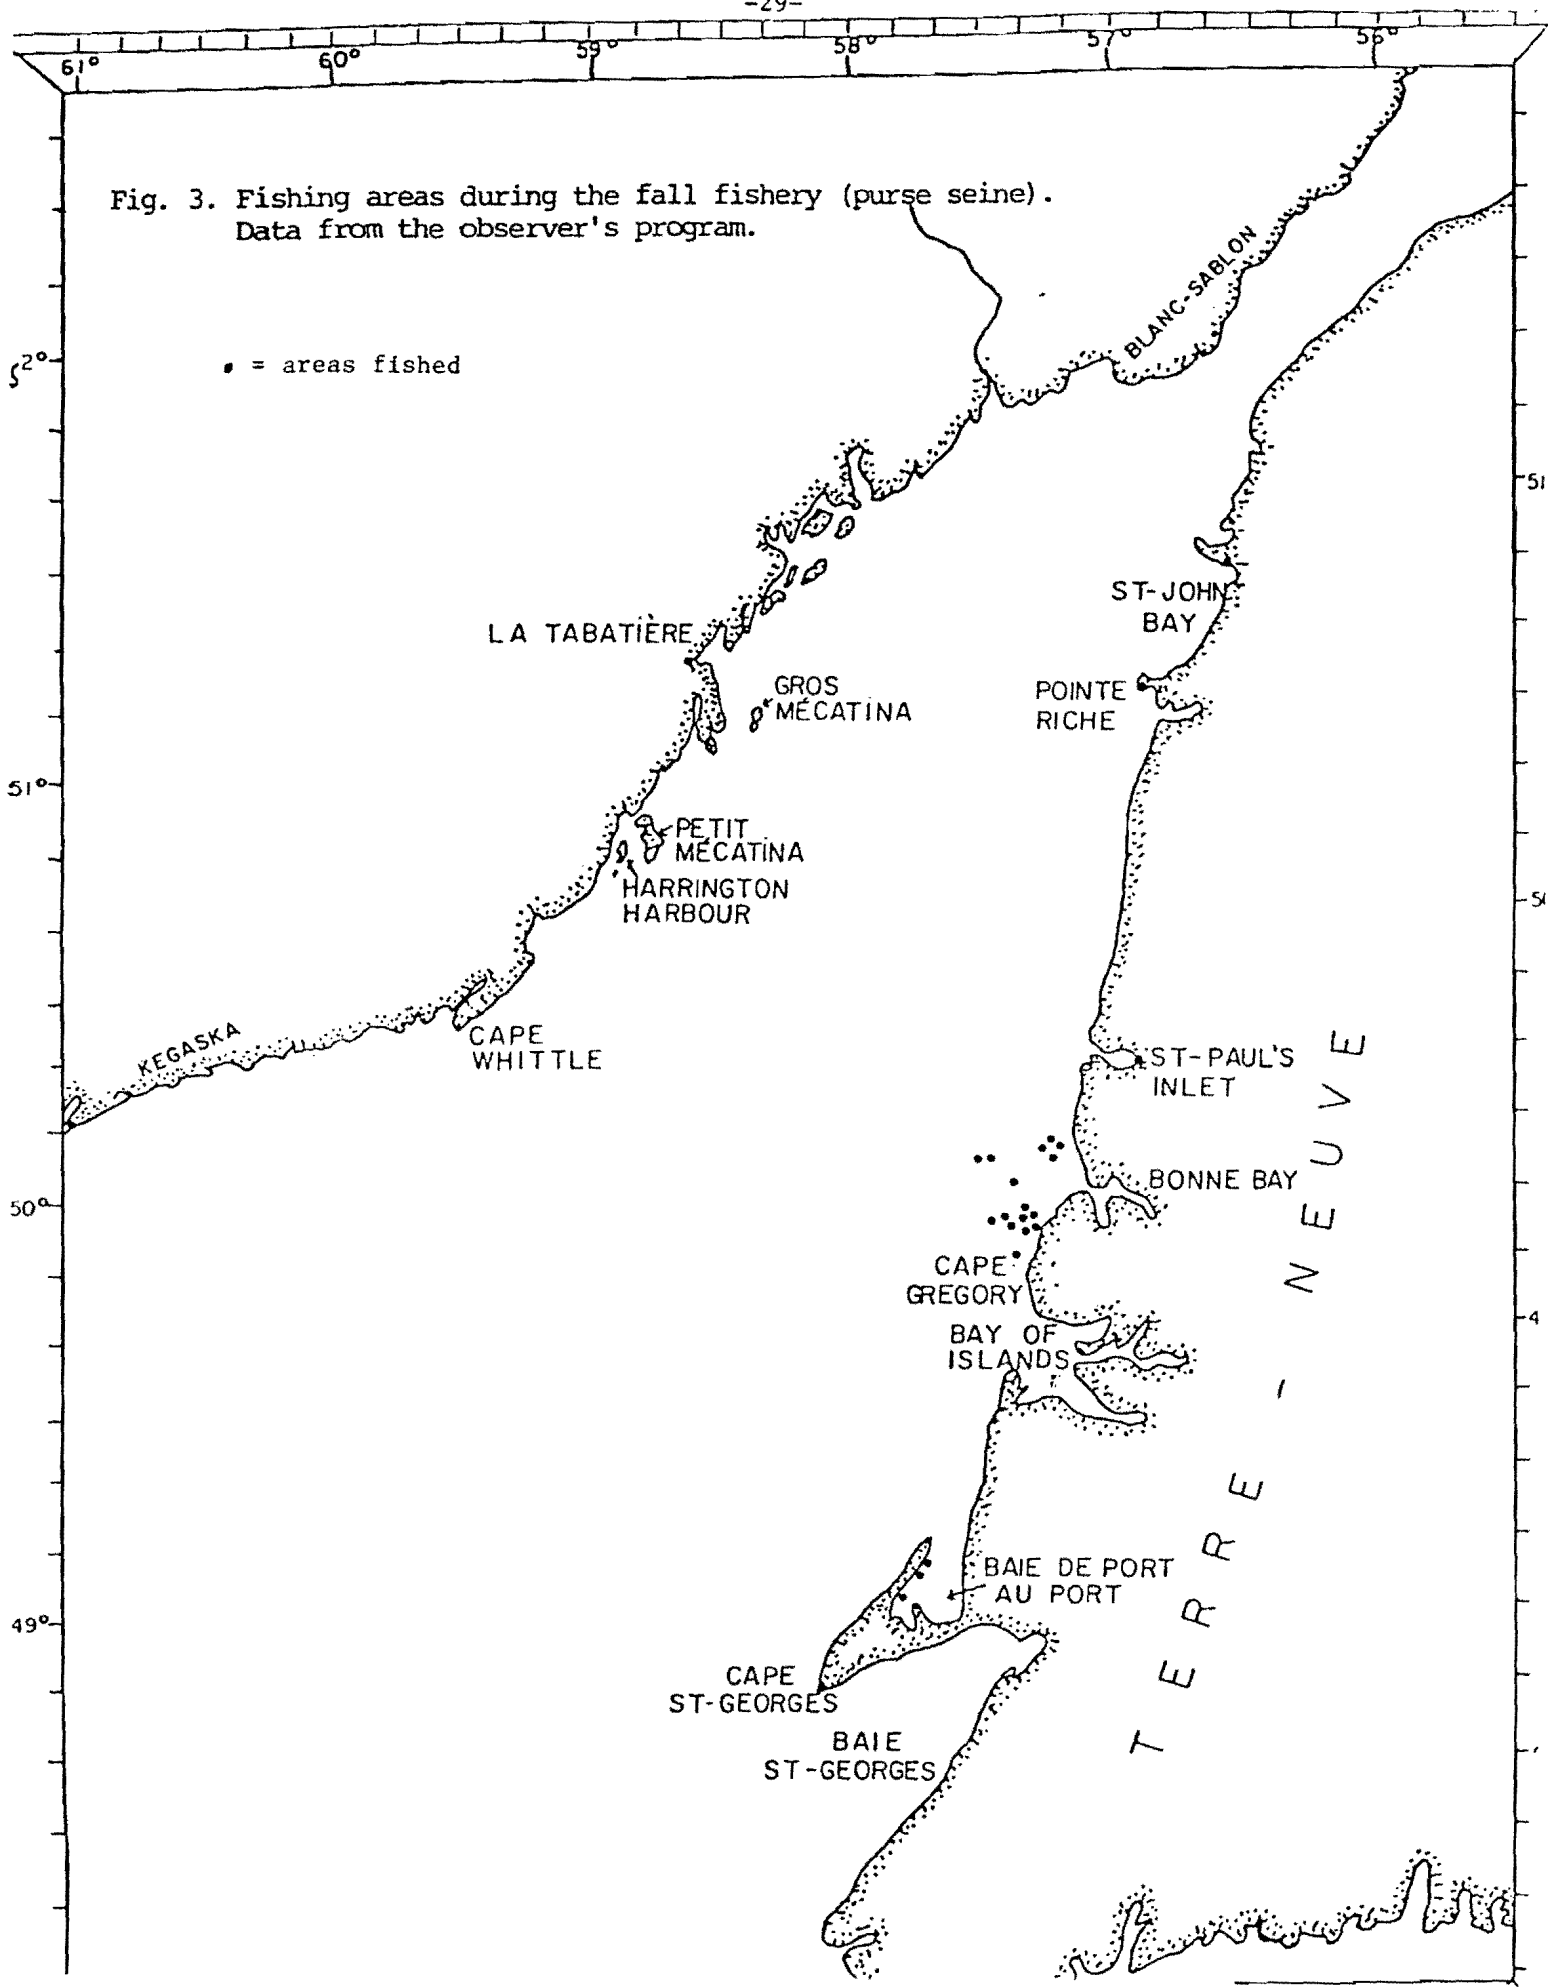 -29-
61° 60° 59° 58° 57° 56°
Fig. 3. Fishing areas during the fall fishery (purse seine).
Data from the observer's program.
BLANC-SABLON
52°
• = areas fished
51
ST-JOHN
BAY
LA TABATIÈRE
GROS
MÉCATINA
POINTE
RICHE
51°
PETIT
MÉCATINA
HARRINGTON
HARBOUR
KEGASKA
CAPE
WHITTLE
ST-PAUL'S
INLET
BONNE BAY
50°
CAPE
GREGORY
BAY OF
ISLANDS
4
TERRE-NEUVE
BAIE DE PORT
AU PORT
49°
CAPE
ST-GEORGES
BAIE
ST-GEORGES